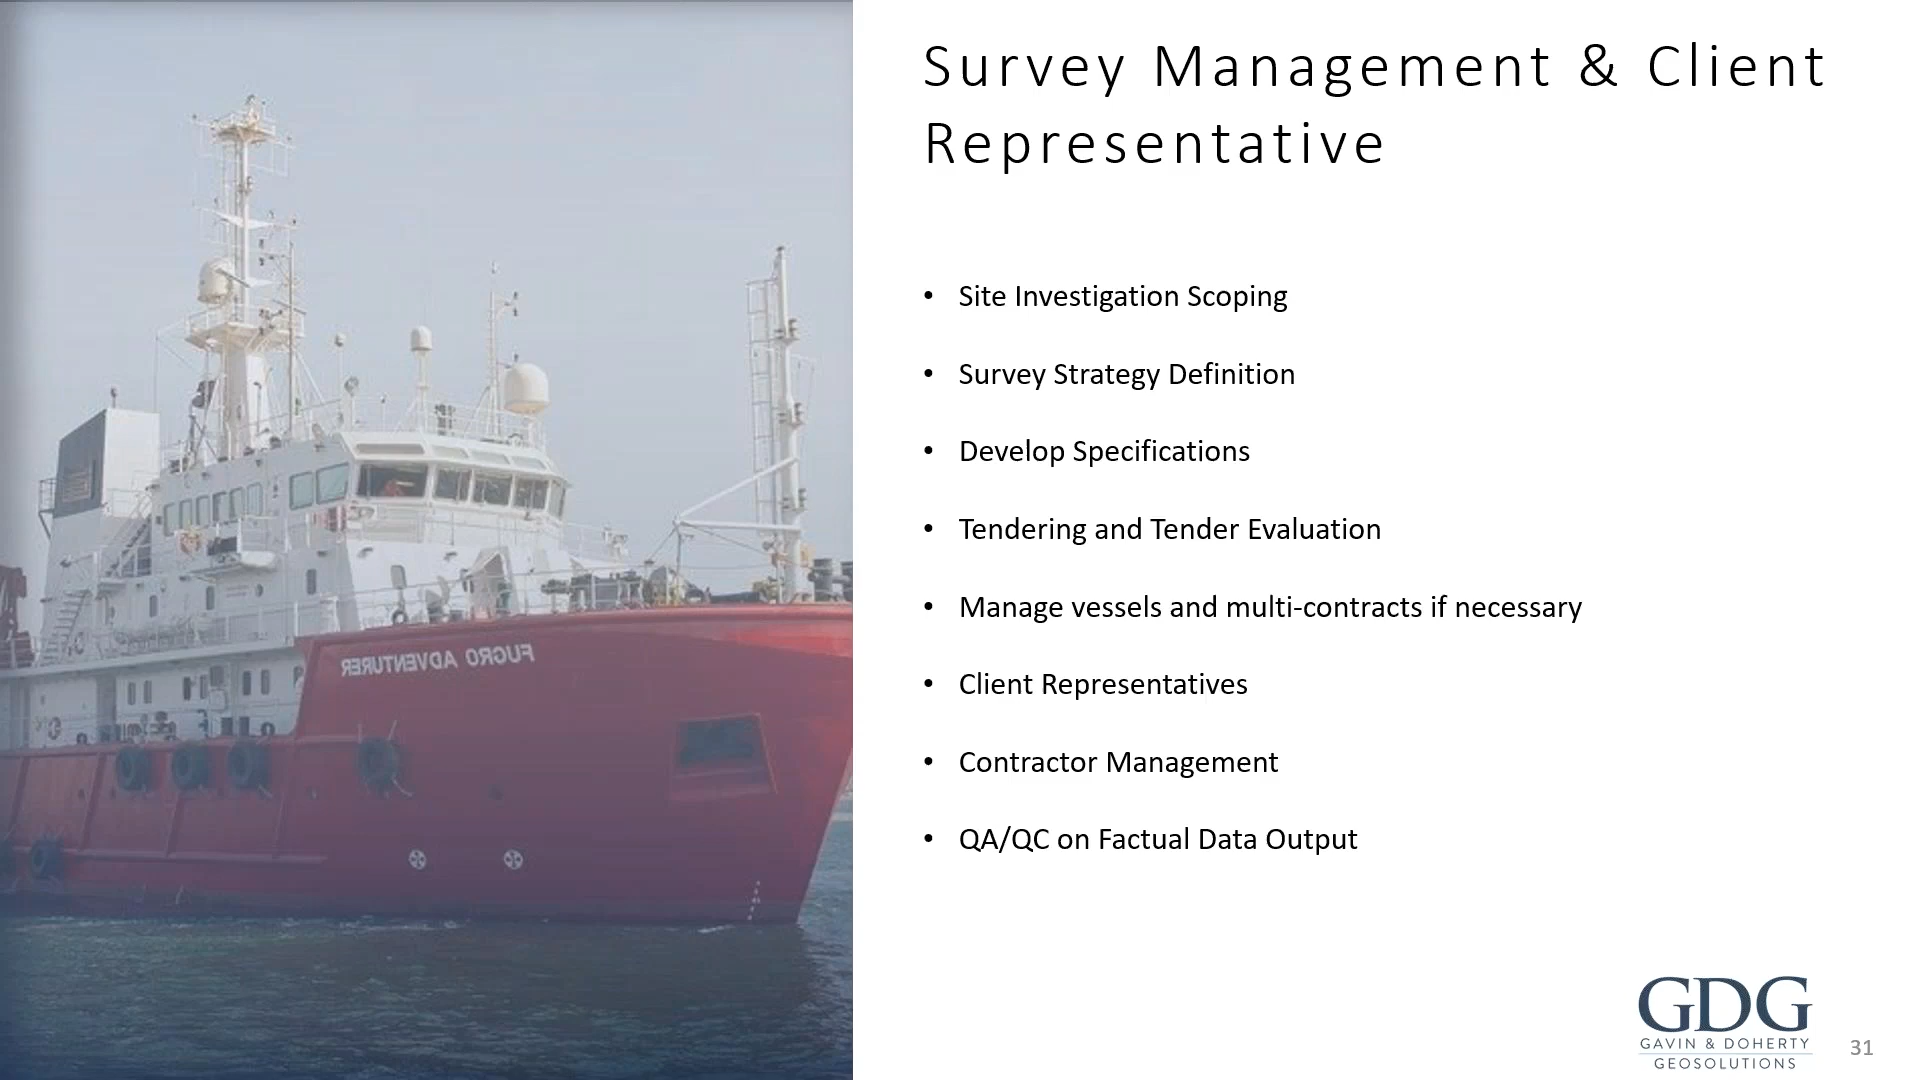 Survey Management & Client
Representative
• Site Investigation Scoping
• Survey Strategy Definition
• Develop Specifications
• Tendering and Tender Evaluation
• Manage vessels and multi-contracts if necessary
• Client Representatives
• Contractor Management
• QA/QC on Factual Data Output
FUGRO ADVENTURER
GDG
GAVIN & DOHERTY
GEOSOLUTIONS
31